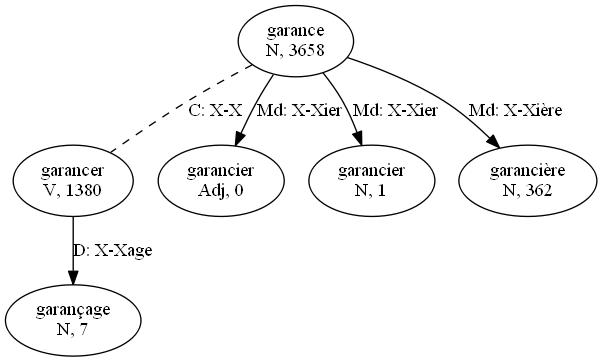 garance
N, 3658
C: X-X
Md: X-Xier
Md: X-Xier
Md: X-Xière
garancer
V, 1380
garancier
Adj, 0
garancier
N, 1
garancière
N, 362
D: X-Xage
garançage
N, 7